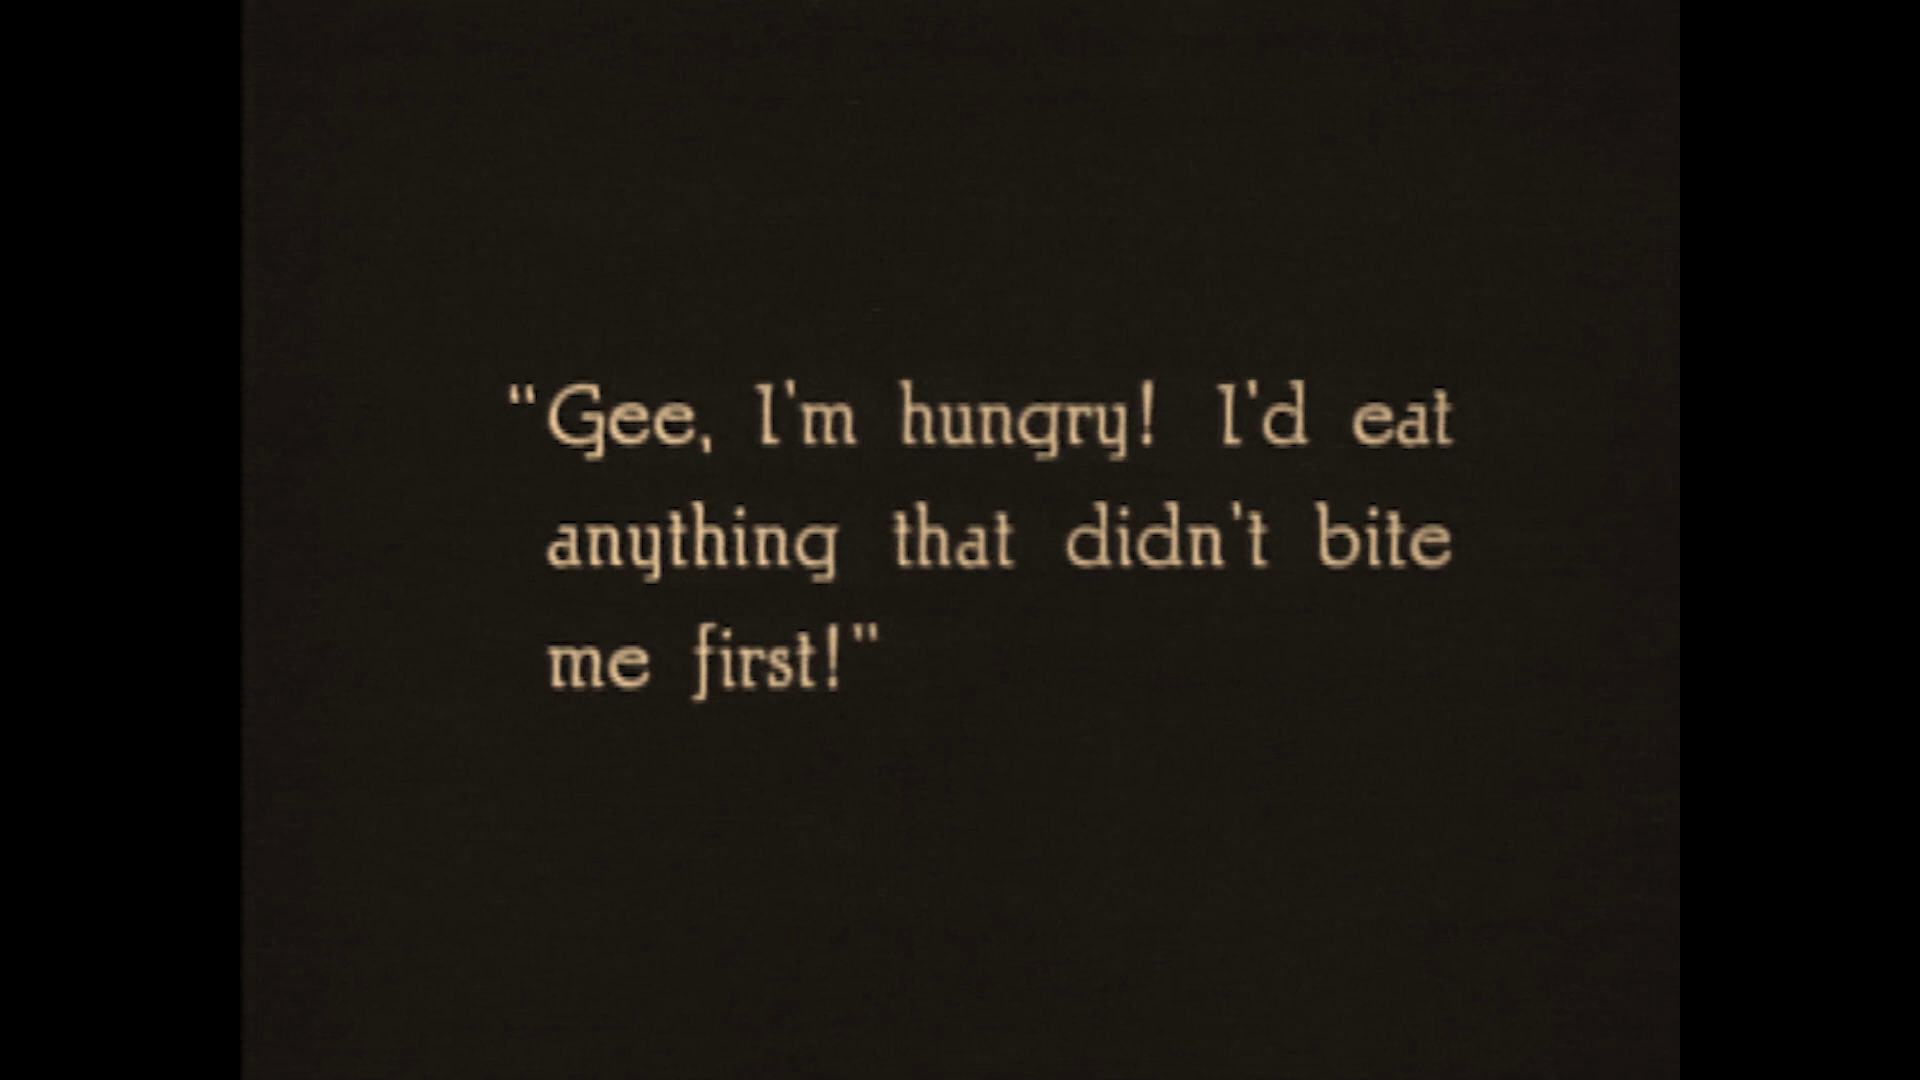 "Gee, I'm hungry! I'd eat
anything that didn't bite
me first!"